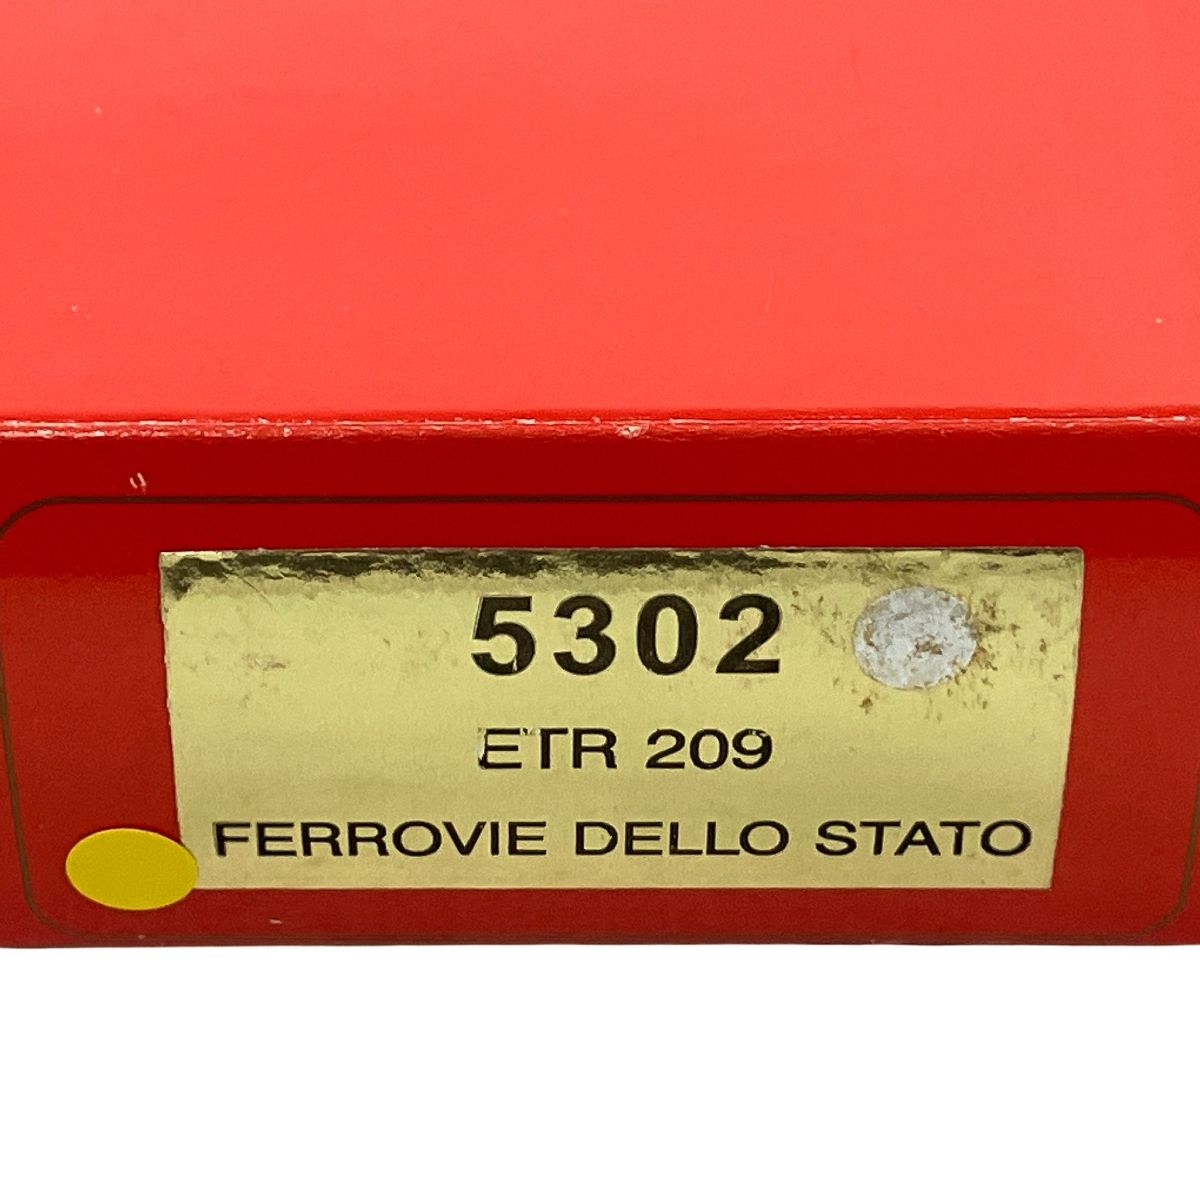 5302
ETR 209
FERROVIE DELLO STATO